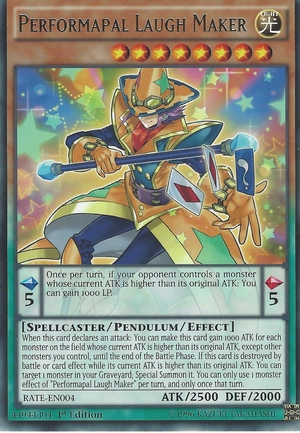 PERFORMAPAL LAUGH MAKER
LIGHT
光
Once per turn, if your opponent controls a monster
whose current ATK is higher than its original ATK: You
can gain 1000 LP.
5
5
[SPELLCASTER/PENDULUM/EFFECT]
When this card declares an attack: You can make this card gain 1000 ATK for
each monster on the field whose current ATK is higher than its original ATK, except other
monsters you control, until the end of the Battle Phase. If this card is destroyed by
battle or card effect while its current ATK is higher than its original ATK: You can
target 1 monster in your Graveyard; Special Summon it. You can only use 1 monster
effect of "Performapal Laugh Maker" per turn, and only once that turn.
RATE-EN004
ATK/2500 DEF/2000
1st Edition
©1996 KAZUKI TAKAHASHI